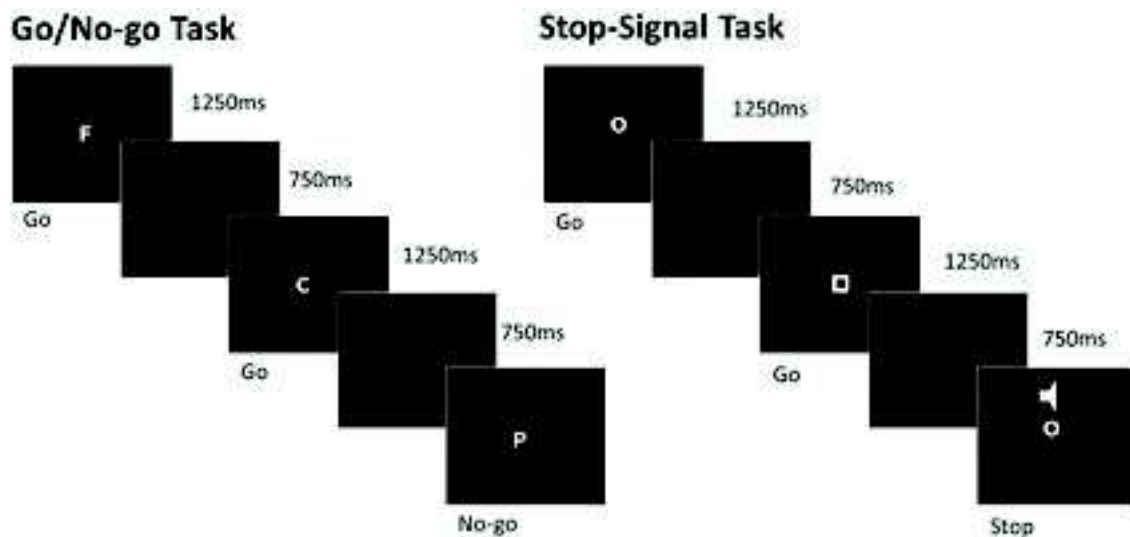 Go/No-go Task
F
1250ms
Go
750ms
C
1250ms
Go
750ms
P
No-go
Stop-Signal Task
O
1250ms
Go
750ms
1250ms
Go
750ms
O
Stop